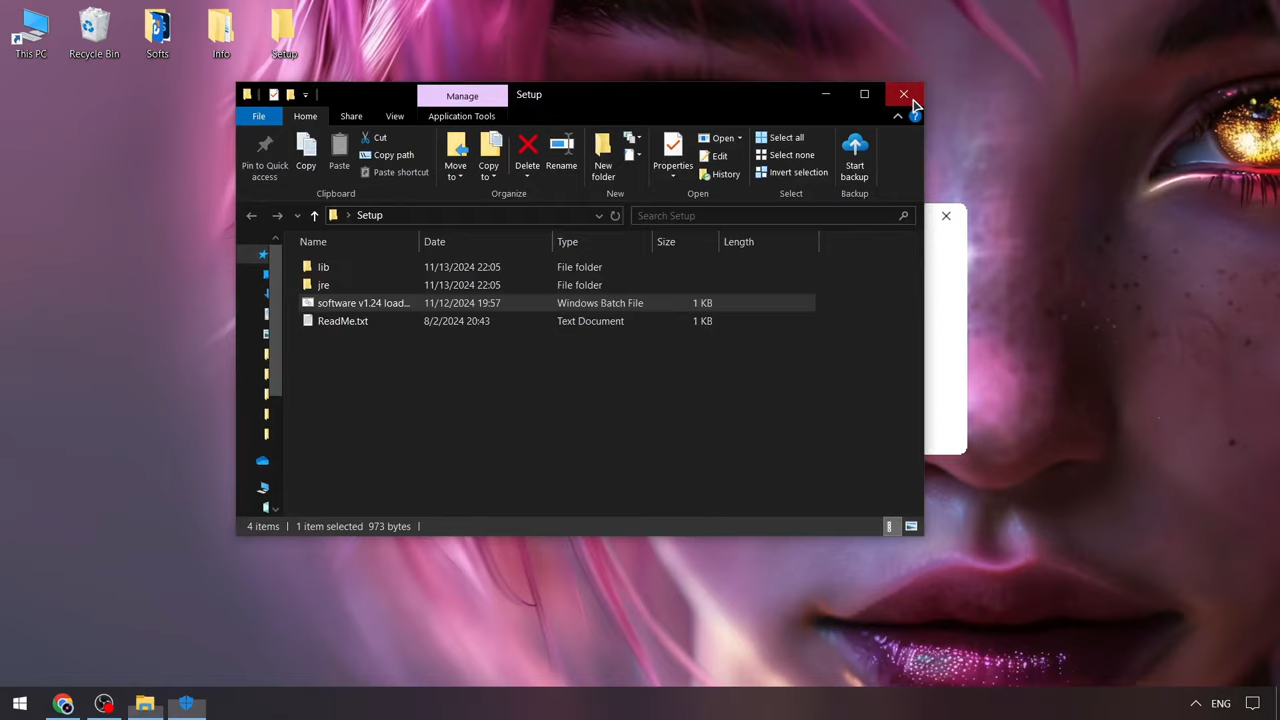 This PC
Recycle Bin
Softs
Info
Setup
Manage
Setup
File
Home
Share
View
Application Tools
Pin to Quick
access
Copy
Paste
Cut
Copy path
Paste shortcut
Clipboard
Move
to
Copy
to
Delete
Rename
Organize
New
folder
New
Properties
Open
Edit
History
Open
Select all
Select none
Invert selection
Select
Start
backup
Backup
Setup
Search Setup
Name
Date
Type
Size
Length
lib
11/13/2024 22:05
File folder
jre
11/13/2024 22:05
File folder
software v1.24 load...
11/12/2024 19:57
Windows Batch File
1 KB
ReadMe.txt
8/2/2024 20:43
Text Document
1 KB
4 items
1 item selected 973 bytes
ENG